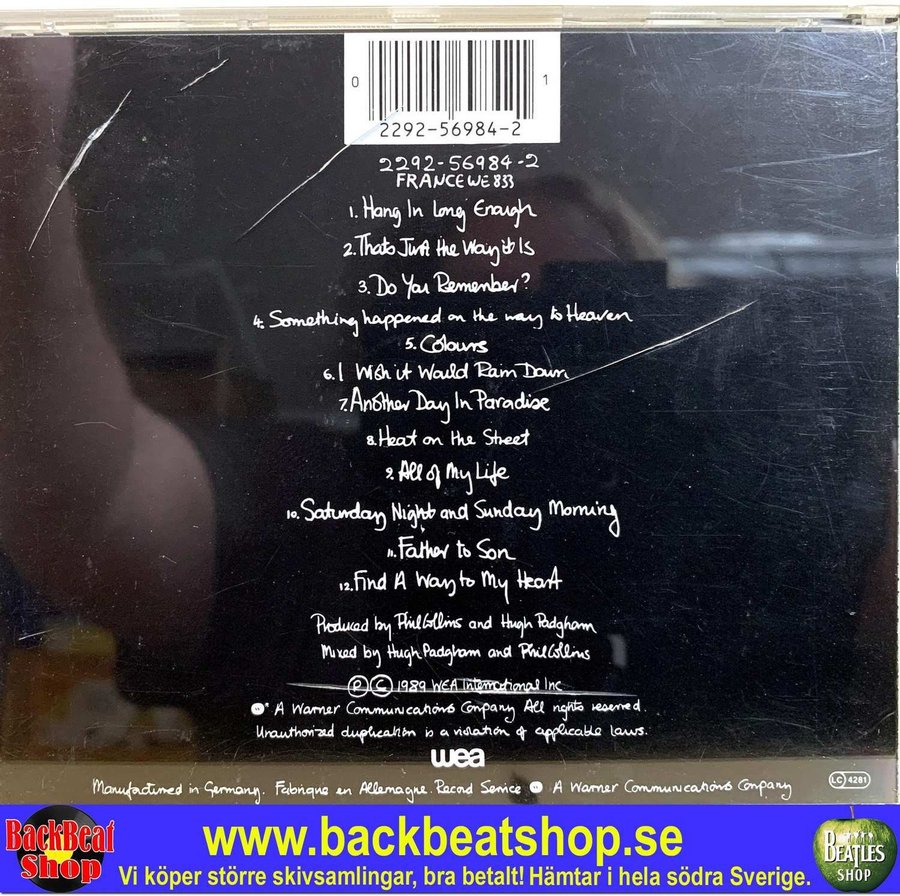 0 1
2292-56984-2
2292-56984-2
FRANCE WE 833
1. Hang In Long Enough
2. Thats Just the Way it Is
3. Do You Remember?
4. Something happened on the way to Heaven
5. Colours
6. I Wish it Would Rain Down
7. Another Day In Paradise
8. Heat on the Street
9. All of My Life
10. Saturday Night and Sunday Morning
11. Father to Son
12. Find A Way to My Heart
Produced by Phil Collins and Hugh Padgham
Mixed by Hugh Padgham and Phil Collins
Ⓟ © 1989 WEA International Inc
* A Warner Communications Company All rights reserved.
Unauthorized duplication is a violation of applicable laws.
wea
Manufactured in Germany. Fabriqué en Allemagne. Record Service A Warner Communications Company
LC 4281
BackBeat Shop
www.backbeatshop.se
Vi köper större skivsamlingar, bra betalt! Hämtar i hela södra Sverige.
BEATLES SHOP